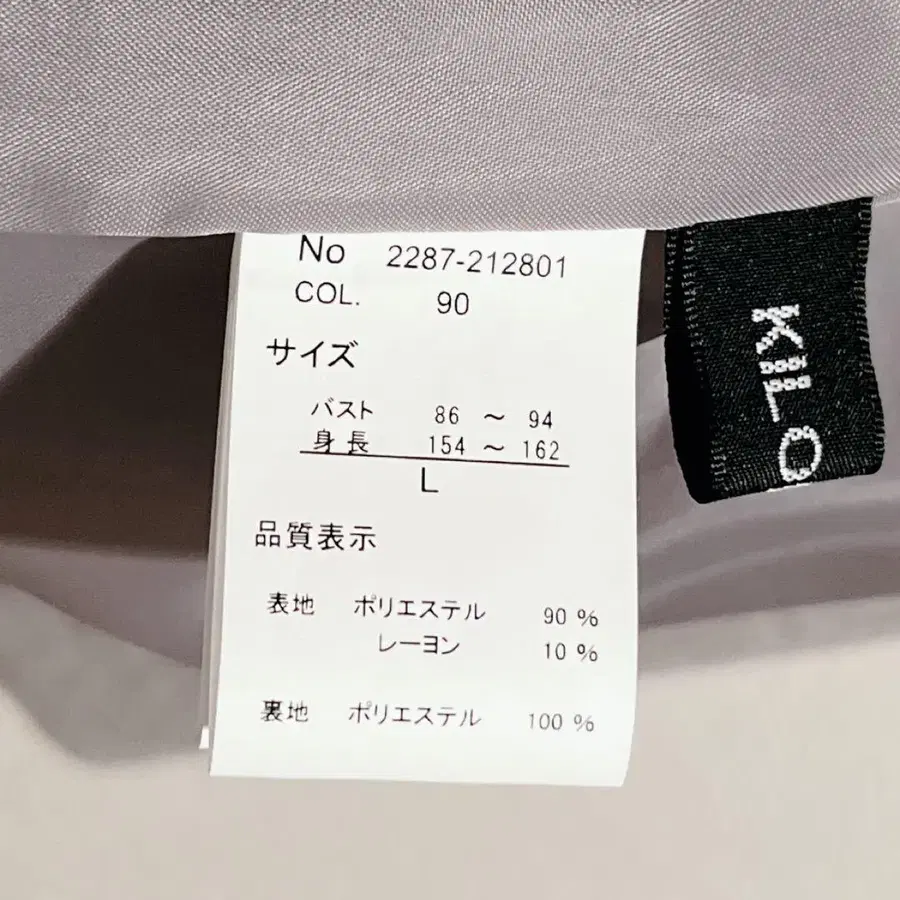 No 2287-212801
COL. 90
サイズ
バスト 86 ～ 94
身長 154 ～ 162
L
品質表示
表地 ポリエステル 90 %
レーヨン 10 %
裏地 ポリエステル 100 %
KILO